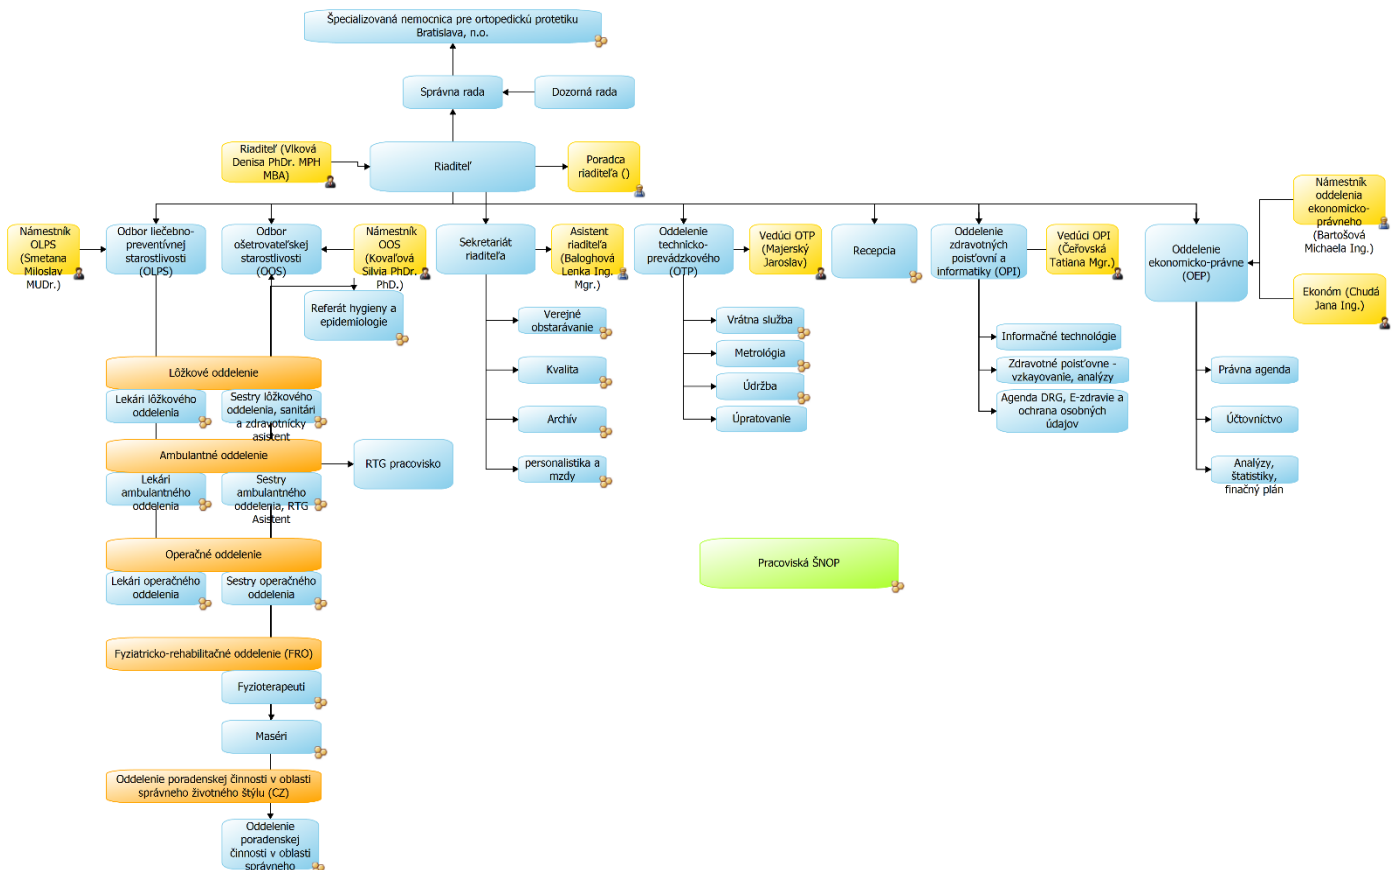 Špecializovaná nemocnica pre ortopedickú protetiku
Bratislava, n.o.
Správna rada
Dozorná rada
Riaditeľ (Vlková
Denisa PhDr. MPH
MBA)
Riaditeľ
Poradca
riaditeľa ()
Námestník
OLPS
(Smetana
Miloslav
MUDr.)
Odbor liečebno-
preventívnej
starostlivosti
(OLPS)
Odbor
ošetrovateľskej
starostlivosti
(OOS)
Námestník
OOS
(Kovaľová
Silvia PhDr.
PhD.)
Sekretariát
riaditeľa
Asistent
riaditeľa
(Baloghová
Lenka Ing.
Mgr.)
Oddelenie
technicko-
prevádzkového
(OTP)
Vedúci OTP
(Majerský
Jaroslav)
Recepcia
Oddelenie
zdravotných
poisťovní a
informatiky (OPI)
Vedúci OPI
(Čeřovská
Tatiana Mgr.)
Oddelenie
ekonomicko-právne
(OEP)
Námestník
oddelenia
ekonomicko-
právneho
(Bartošová
Michaela Ing.)
Ekonóm (Chudá
Jana Ing.)
Referát hygieny a
epidemiologie
Verejné
obstarávanie
Kvalita
Archív
personalistika a
mzdy
Vrátna služba
Metrológia
Údržba
Úpratovanie
Informačné technológie
Zdravotné poisťovne -
vzkayovanie, analýzy
Agenda DRG, E-zdravie a
ochrana osobných
údajov
Právna agenda
Účtovníctvo
Analýzy,
štatistiky,
finačný plán
Lôžkové oddelenie
Lekári lôžkového
oddelenia
Sestry lôžkového
oddelenia, sanitári
a zdravotnícky
asistent
Ambulantné oddelenie
RTG pracovisko
Lekári
ambulantného
oddelenia
Sestry
ambulantného
oddelenia, RTG
Asistent
Operačné oddelenie
Lekári operačného
oddelenia
Sestry operačného
oddelenia
Pracoviská ŠNOP
Fyziatricko-rehabilitačné oddelenie (FRO)
Fyzioterapeuti
Maséri
Oddelenie poradenskej činnosti v oblasti
správneho životného štýlu (CZ)
Oddelenie
poradenskej
činnosti v oblasti
správneho